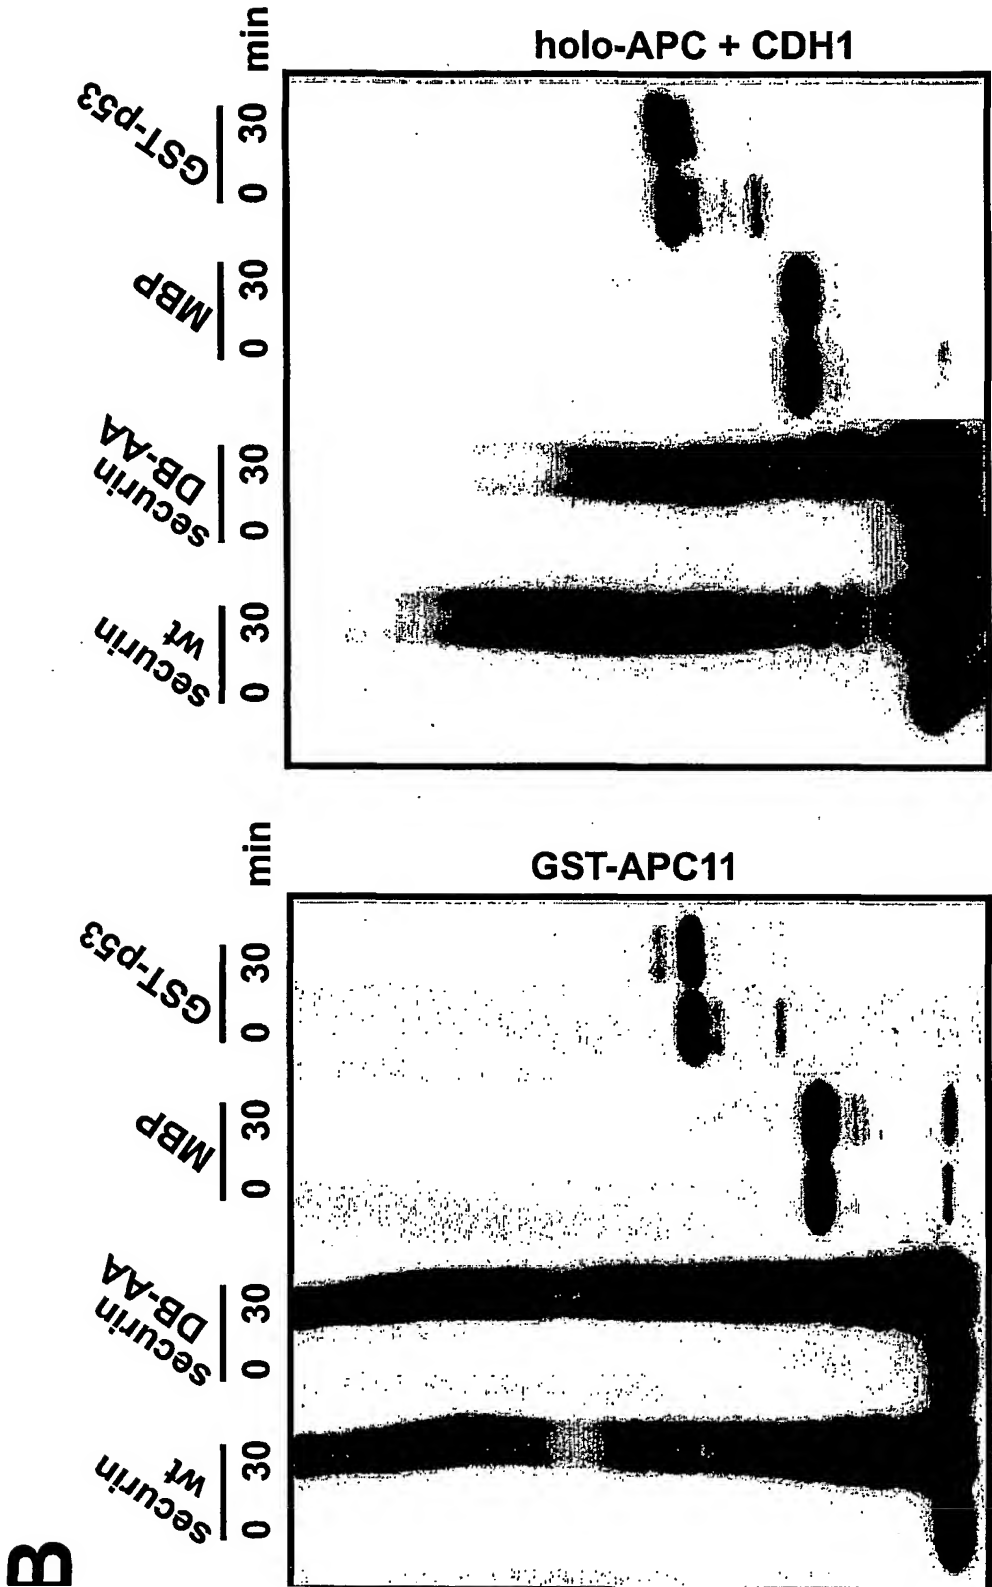 B
securin wt
securin DB-AA
MBP
GST-p53
0 30 0 30 0 30 0 30 min
GST-APC11
securin wt
securin DB-AA
MBP
GST-p53
0 30 0 30 0 30 0 30 min
holo-APC + CDH1